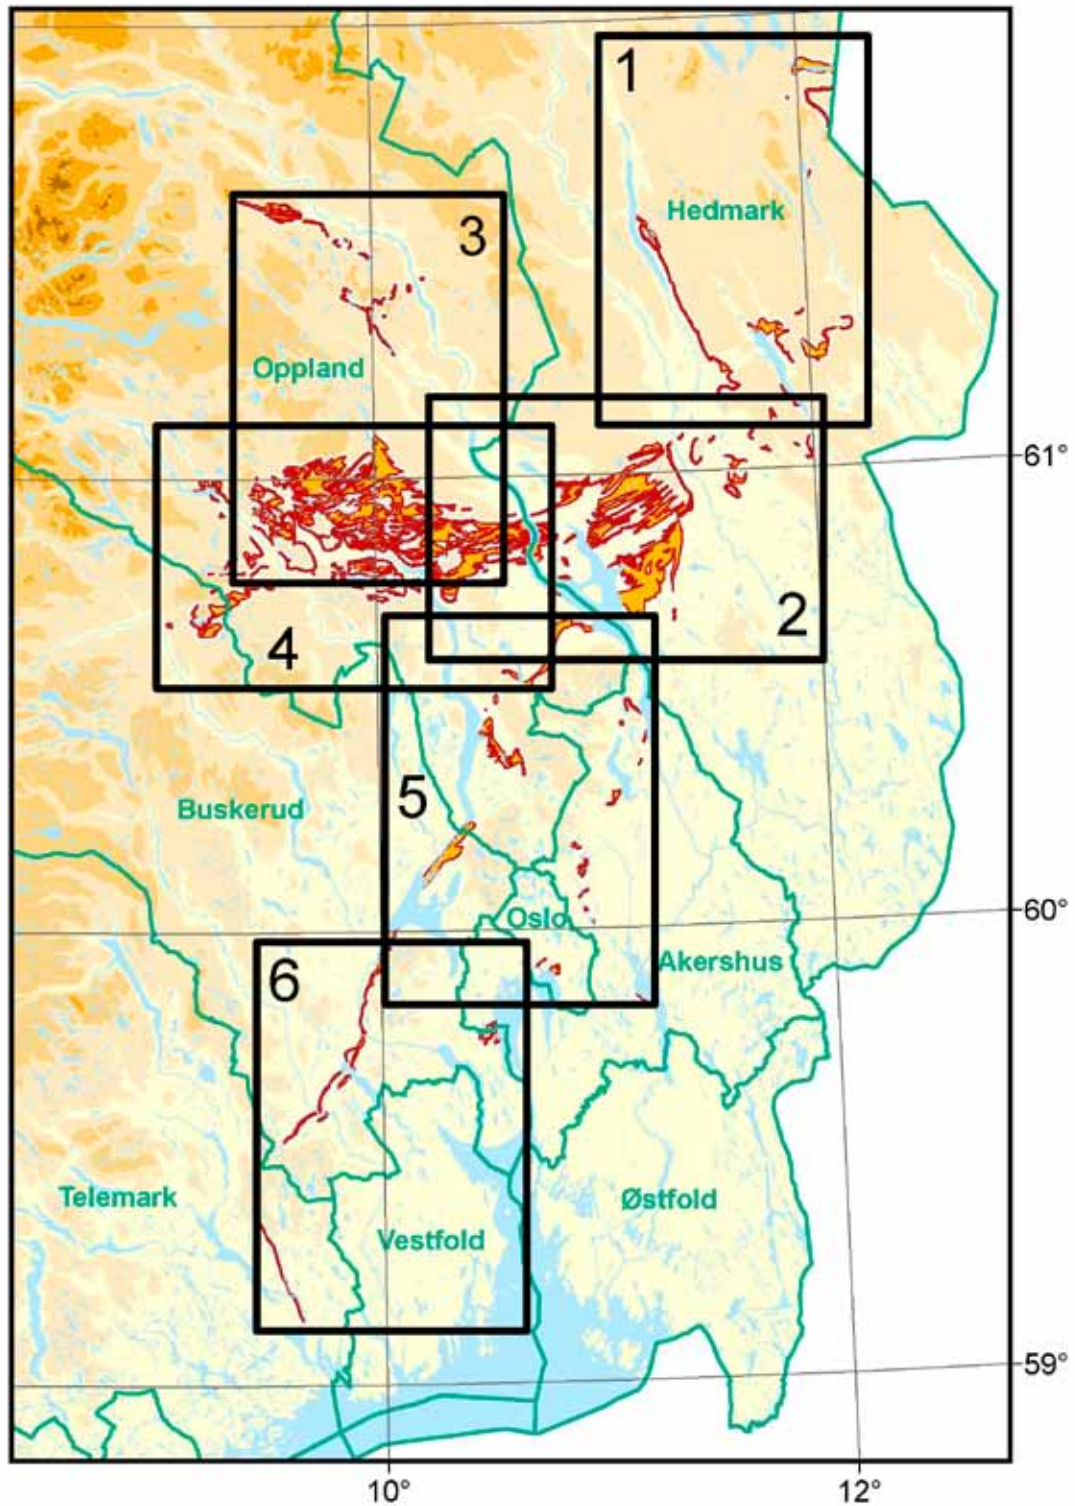 1
Hedmark
3
Oppland
61°
2
4
5
Buskerud
Oslo
60°
Akershus
6
Telemark
Østfold
Vestfold
59°
10°
12°